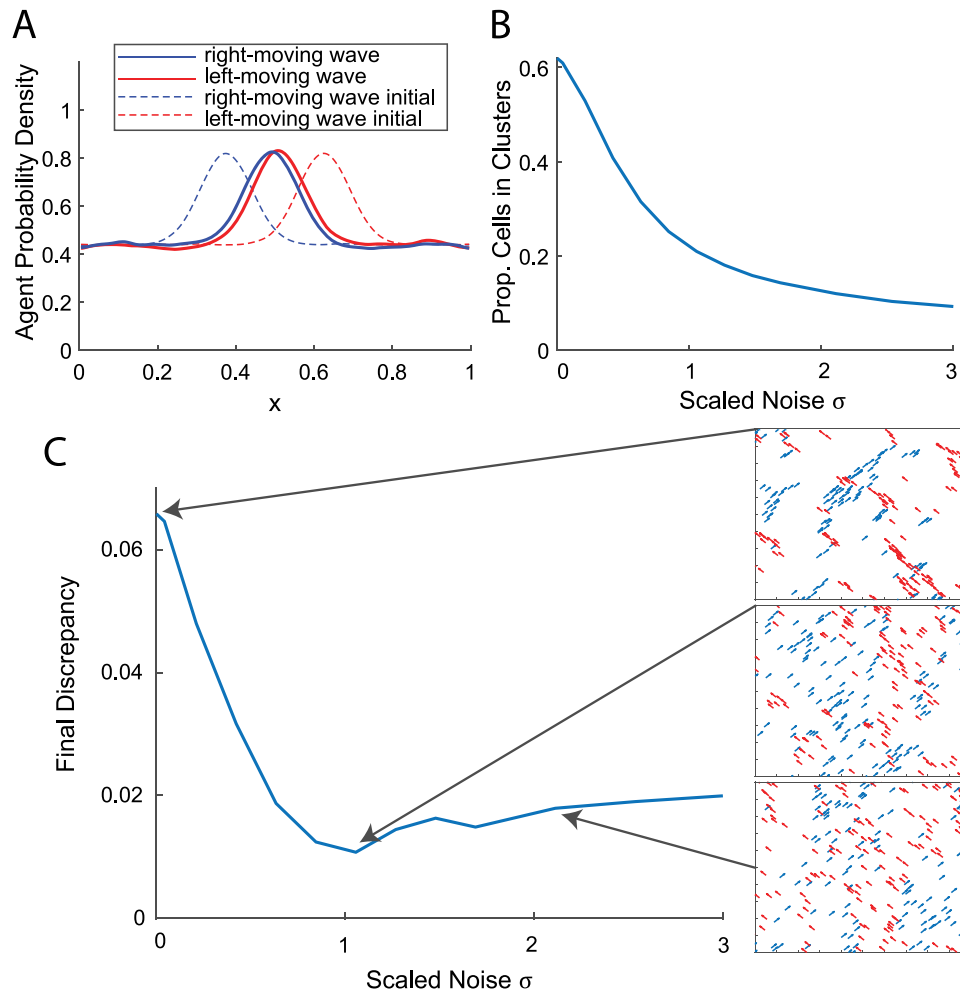 A
right-moving wave
left-moving wave
right-moving wave initial
left-moving wave initial
Agent Probability Density
1
0.8
0.6
0.4
0.2
0
0
0.2
0.4
0.6
0.8
1
x
B
Prop. Cells in Clusters
0.6
0.4
0.2
0
0
1
2
3
Scaled Noise σ
C
Final Discrepancy
0.06
0.04
0.02
0
0
1
2
3
Scaled Noise σ